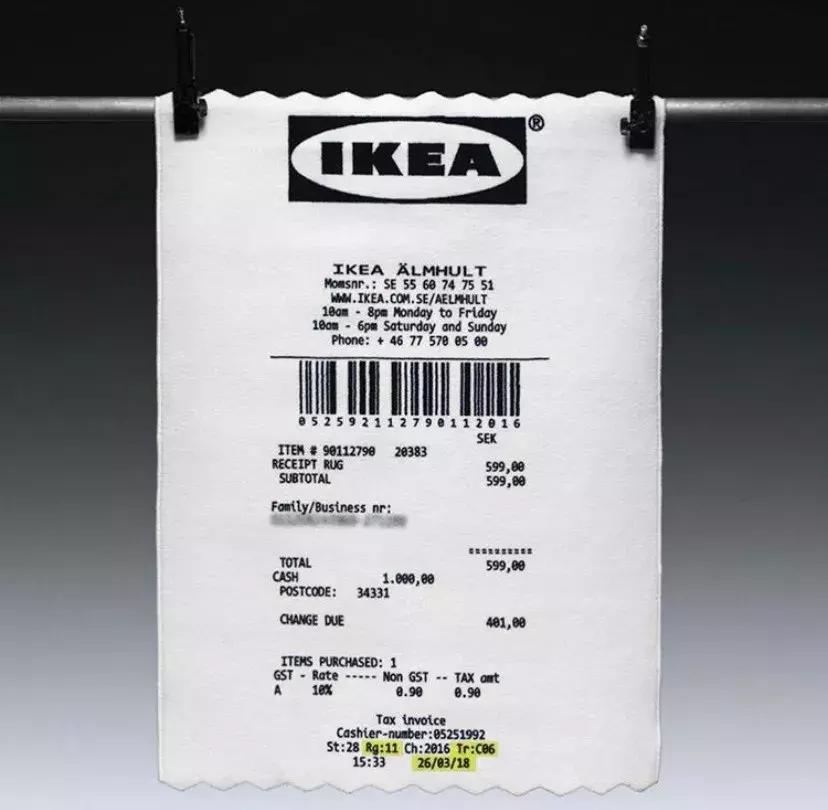 IKEA®
IKEA ÄLMHULT
Momsnr.: SE 55 60 74 75 51
WWW.IKEA.COM.SE/AELMHULT
10am - 8pm Monday to Friday
10am - 6pm Saturday and Sunday
Phone: + 46 77 570 05 00
0525921127901​12016
SEK
ITEM # 90112790 20383
RECEIPT RUG 599,00
SUBTOTAL 599,00
Family/Business nr:
==========
TOTAL 599,00
CASH 1.000,00
POSTCODE: 34331
CHANGE DUE 401,00
ITEMS PURCHASED: 1
GST - Rate ----- Non GST -- TAX amt
A 10% 0.90 0.90
Tax invoice
Cashier-number:05251992
St:28 Rg:11 Ch:2016 Tr:C06
15:33 26/03/18